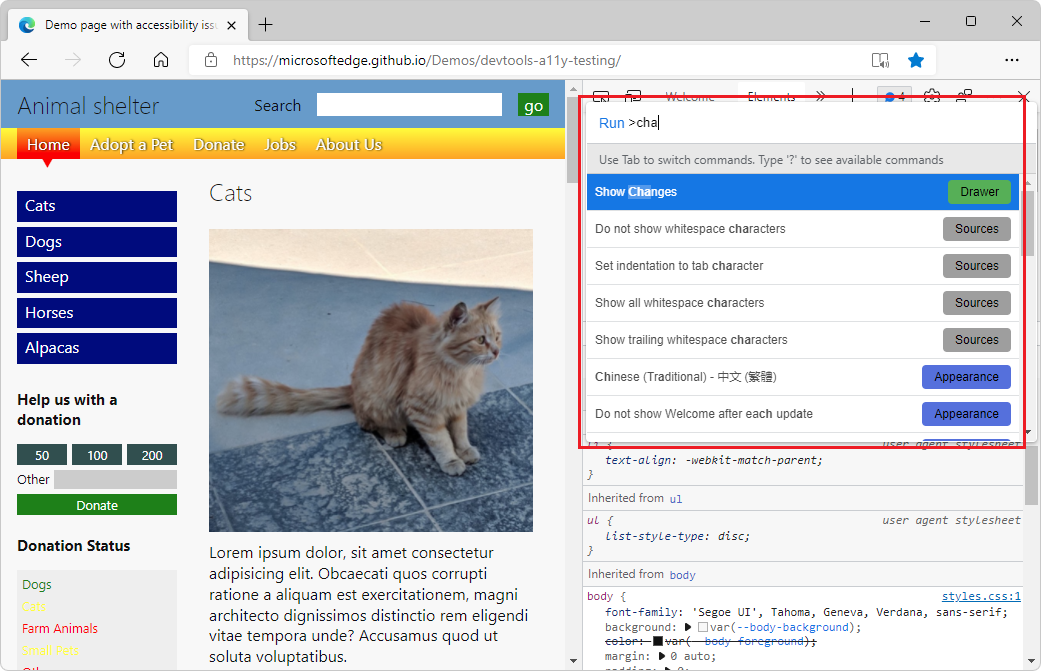 Demo page with accessibility issu
https://microsoftedge.github.io/Demos/devtools-a11y-testing/
Animal shelter
Search
go
Home
Adopt a Pet
Donate
Jobs
About Us
Cats
Dogs
Sheep
Horses
Alpacas
Help us with a
donation
50
100
200
Other
Donate
Donation Status
Dogs
Cats
Farm Animals
Small Pets
Cats
Lorem ipsum dolor, sit amet consectetur
adipisicing elit. Obcaecati quos corrupti
ratione a aliquam est exercitationem, magni
architecto dignissimos distinctio rem eligendi
vitae tempora unde? Accusamus quod ut
soluta voluptatibus.
Welcome
Elements
4
Run >cha
Use Tab to switch commands. Type '?' to see available commands
Show Changes Drawer
Do not show whitespace characters Sources
Set indentation to tab character Sources
Show all whitespace characters Sources
Show trailing whitespace characters Sources
Chinese (Traditional) - 中文 (繁體) Appearance
Do not show Welcome after each update Appearance
li { user agent stylesheet
text-align: -webkit-match-parent;
}
Inherited from ul
ul { user agent stylesheet
list-style-type: disc;
}
Inherited from body
body { styles.css:1
font-family: 'Segoe UI', Tahoma, Geneva, Verdana, sans-serif;
background: var(--body-background);
color: var(--body-foreground);
margin: 0 auto;
padding: 0;